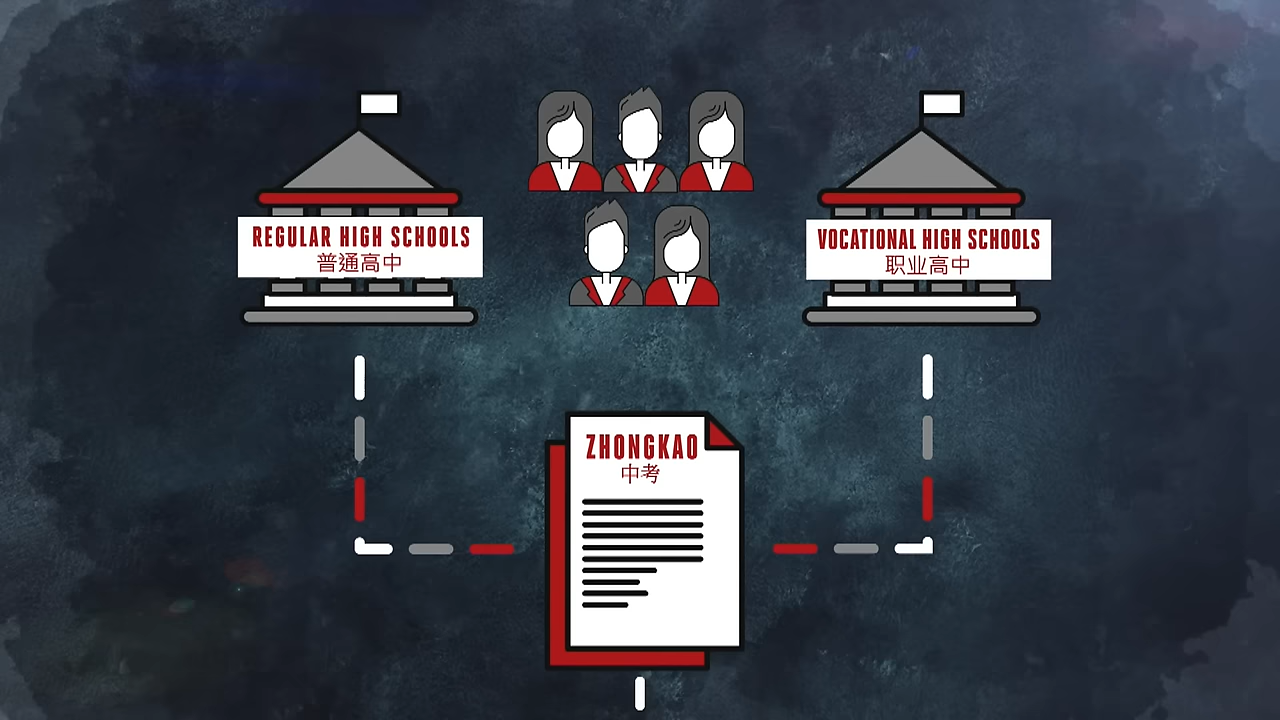 REGULAR HIGH SCHOOLS
普通高中
VOCATIONAL HIGH SCHOOLS
职业高中
ZHONGKAO
中考